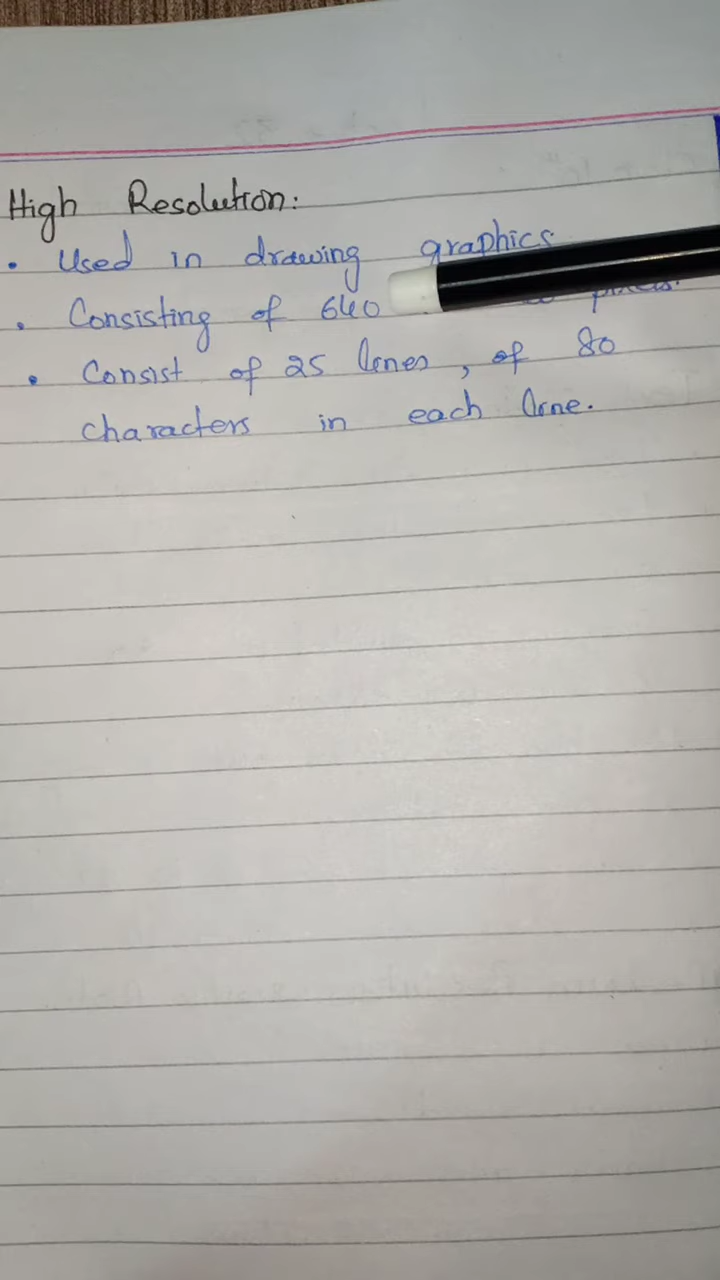 High Resolution:
• Used in drawing graphics
• Consisting of 640 pixels.
• Consist of 25 lines, of 80
characters in each line.